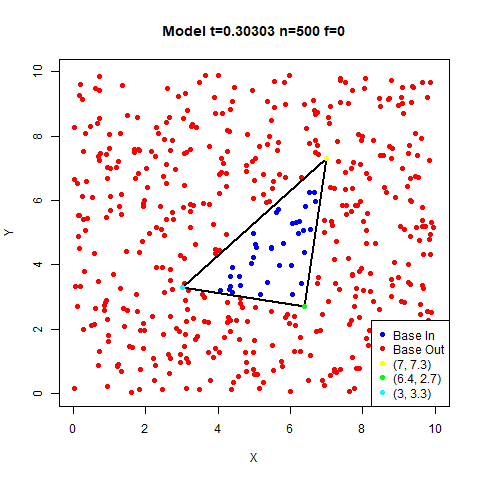 Model t=0.30303 n=500 f=0
Y
10
8
6
4
2
0
0 2 4 6 8 10
X
Base In
Base Out
(7, 7.3)
(6.4, 2.7)
(3, 3.3)